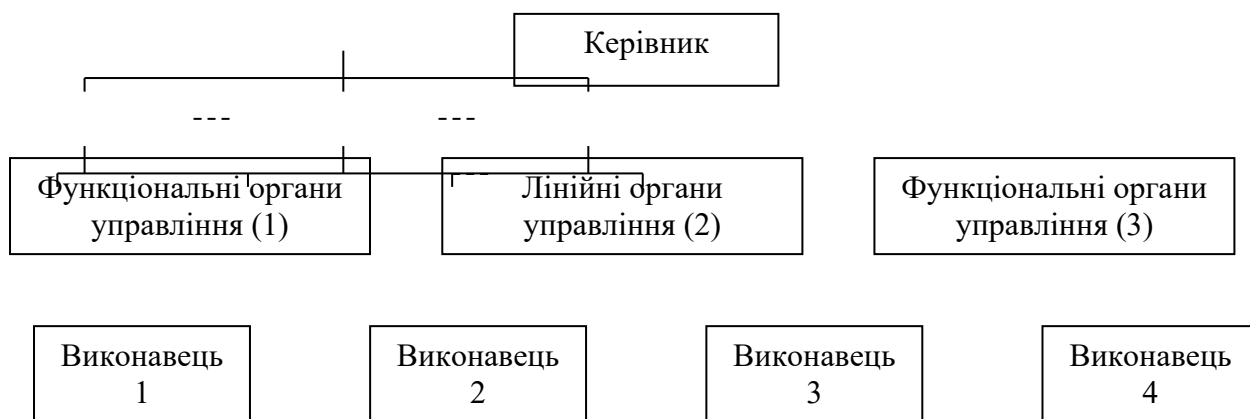 Керівник
Функціональні органи
управління (1)
Лінійні органи
управління (2)
Функціональні органи
управління (3)
Виконавець
1
Виконавець
2
Виконавець
3
Виконавець
4